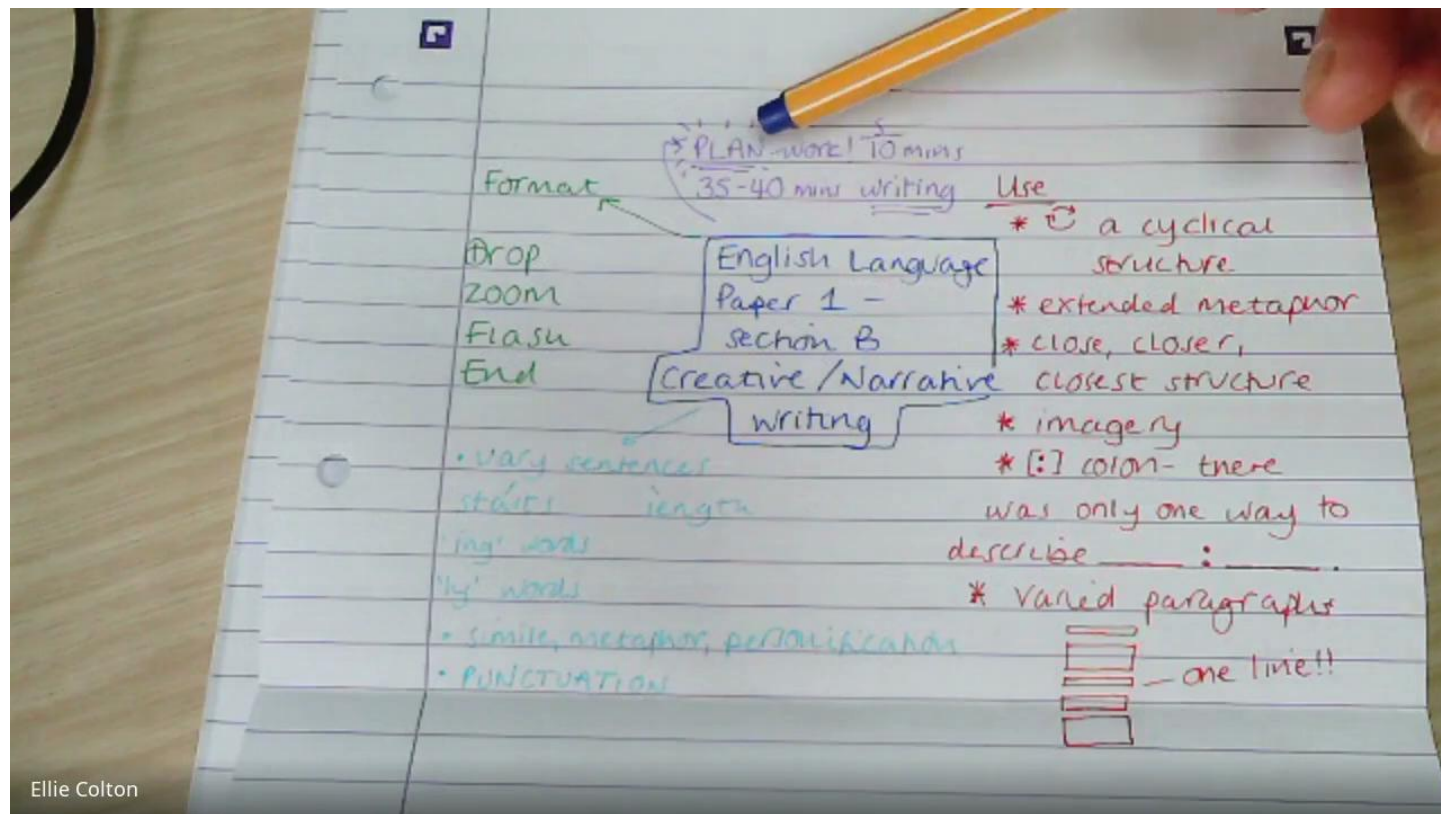 PLAN work! 5/10 mins
35-40 mins writing
Format
Drop
Zoom
Flash
End
English Language
Paper 1 -
section B
Creative/Narrative
writing
• vary sentences
starts length
'ing' words
'ly' words
• simile, metaphor, personification
• PUNCTUATION
Use
* a cyclical
structure
* extended metaphor
* close, closer,
closest structure
* imagery
* [:] colon- there
was only one way to
describe ____ : ____ .
* varied paragraphs
one line!!
Ellie Colton